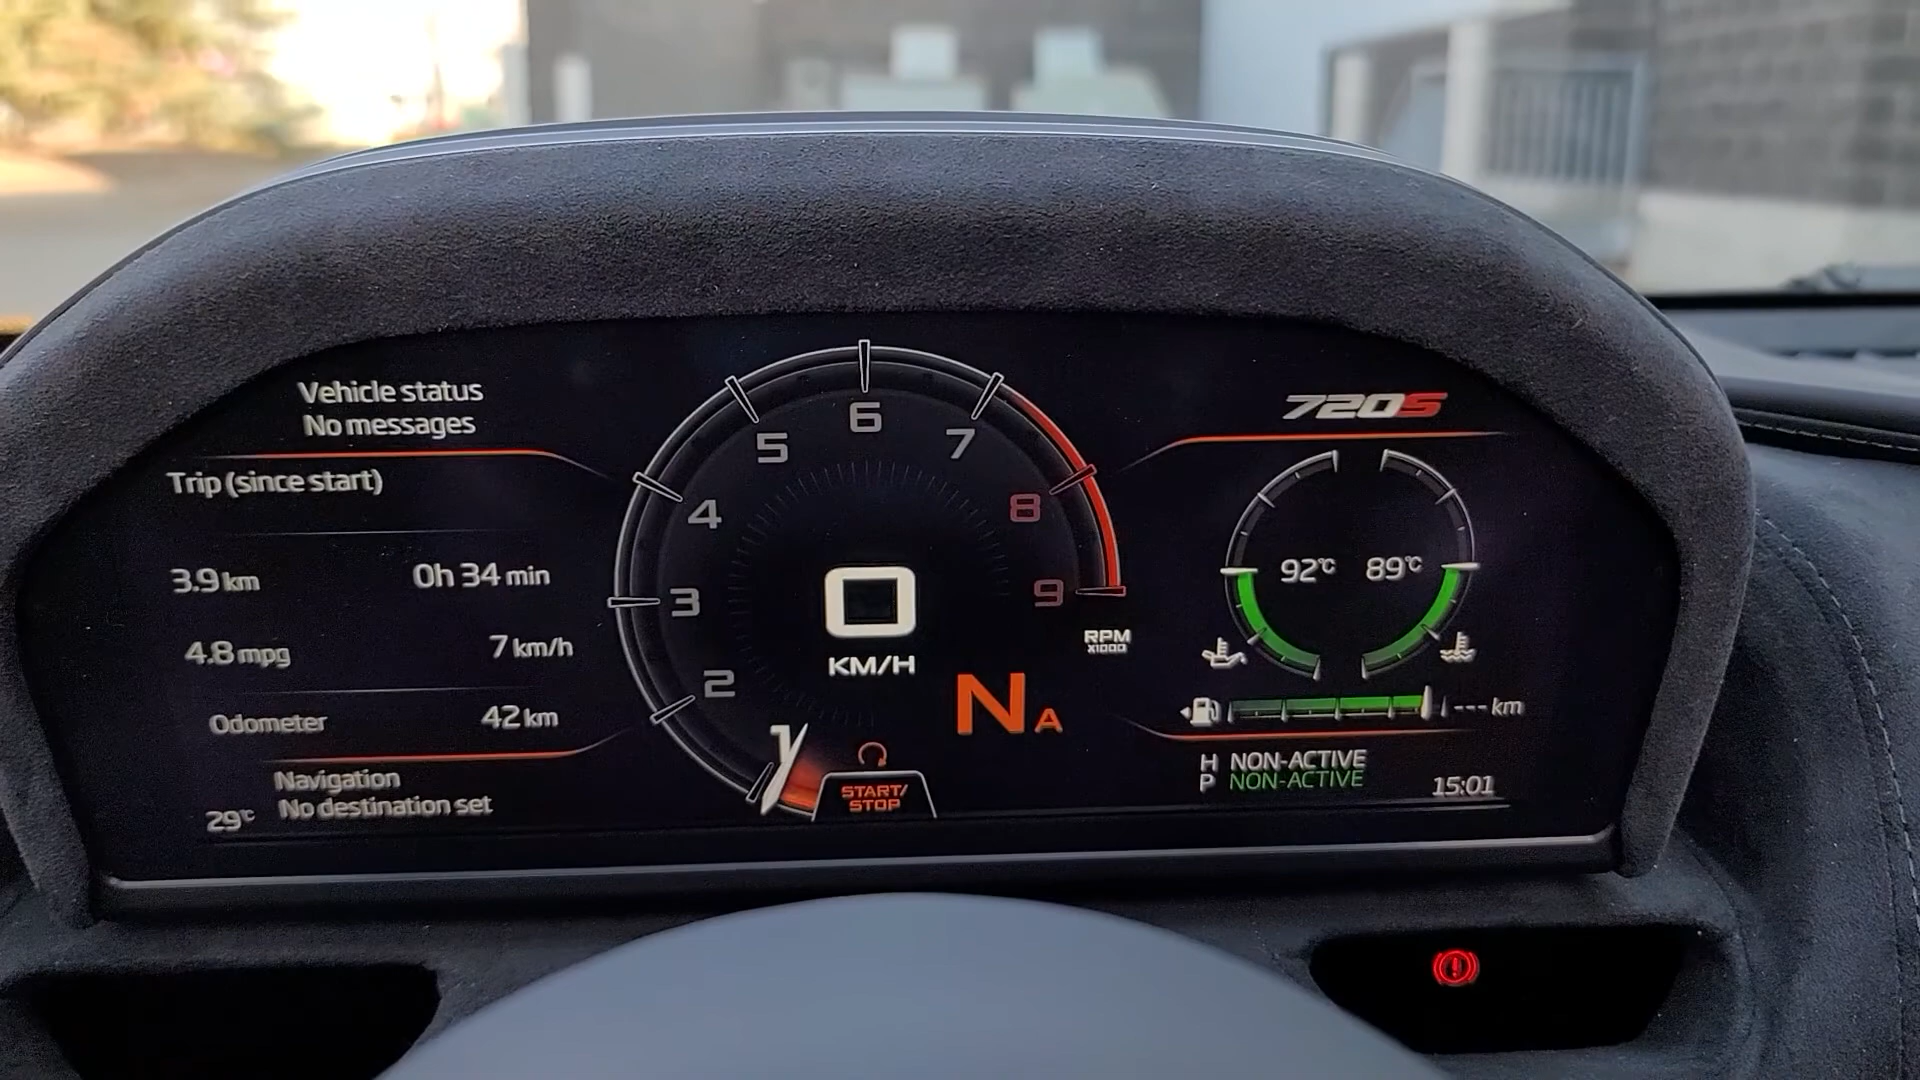 Vehicle status
No messages
Trip (since start)
3.9 km
0h 34 min
4.8 mpg
7 km/h
Odometer
42 km
Navigation
No destination set
29°C
1
2
3
4
5
6
7
8
9
RPM
X1000
0
KM/H
N A
START/
STOP
720S
92°C
89°C
---km
H NON-ACTIVE
P NON-ACTIVE
15:01